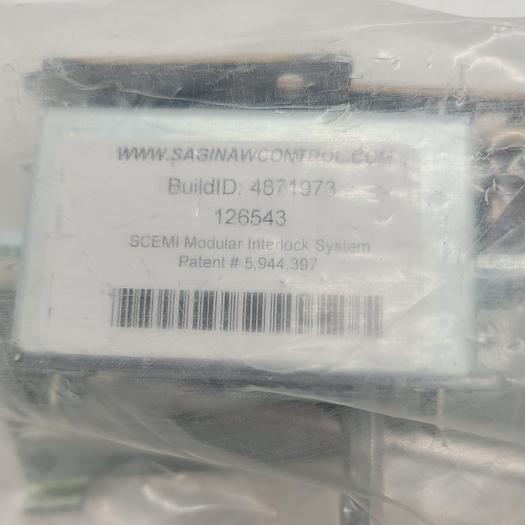 WWW.SAGINAWCONTROL.COM
BuildID: 4871973
126543
SCEMI Modular Interlock System
Patent # 5,944,397